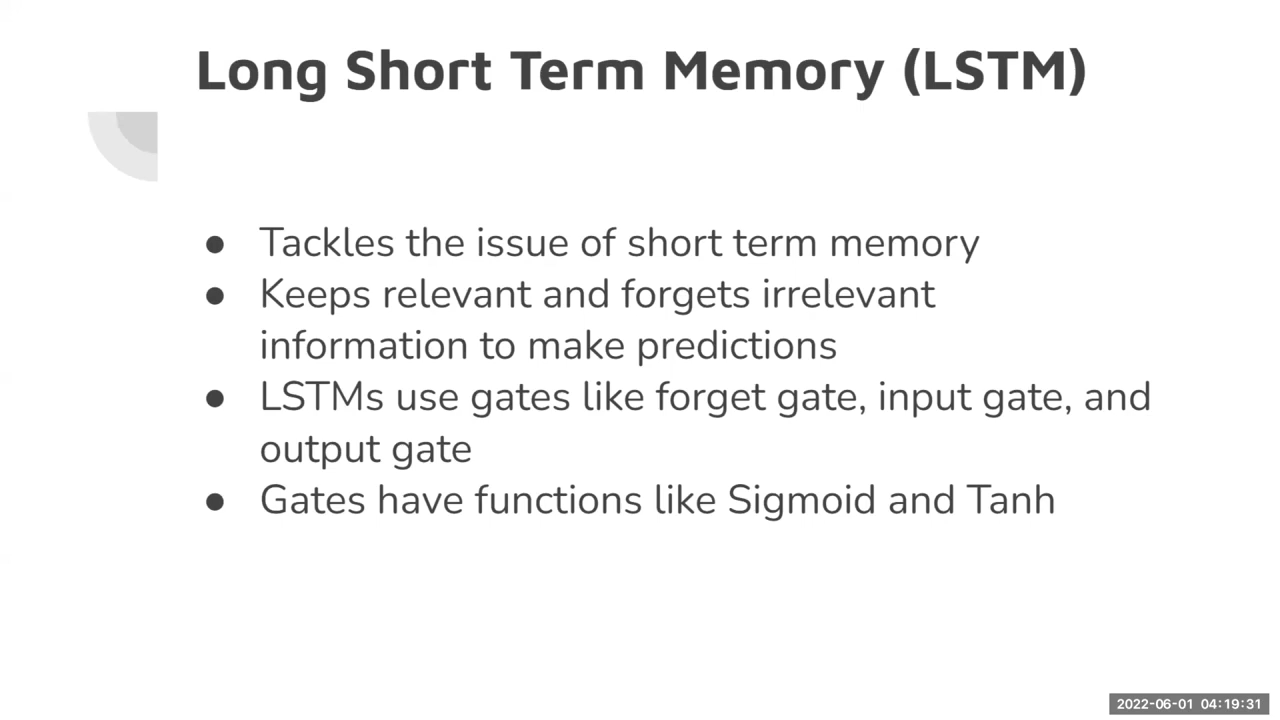 Long Short Term Memory (LSTM)
● Tackles the issue of short term memory
● Keeps relevant and forgets irrelevant
information to make predictions
● LSTMs use gates like forget gate, input gate, and
output gate
● Gates have functions like Sigmoid and Tanh
2022-06-01 04:19:31